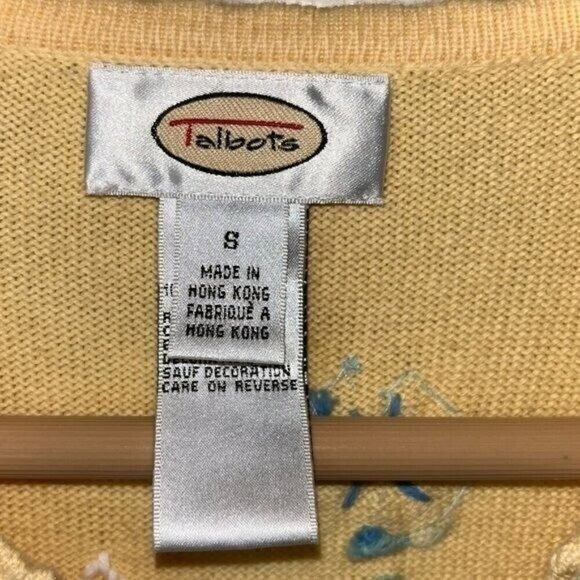 Talbots
S
MADE IN
HONG KONG
FABRIQUÉ A
HONG KONG
SAUF DECORATION
CARE ON REVERSE